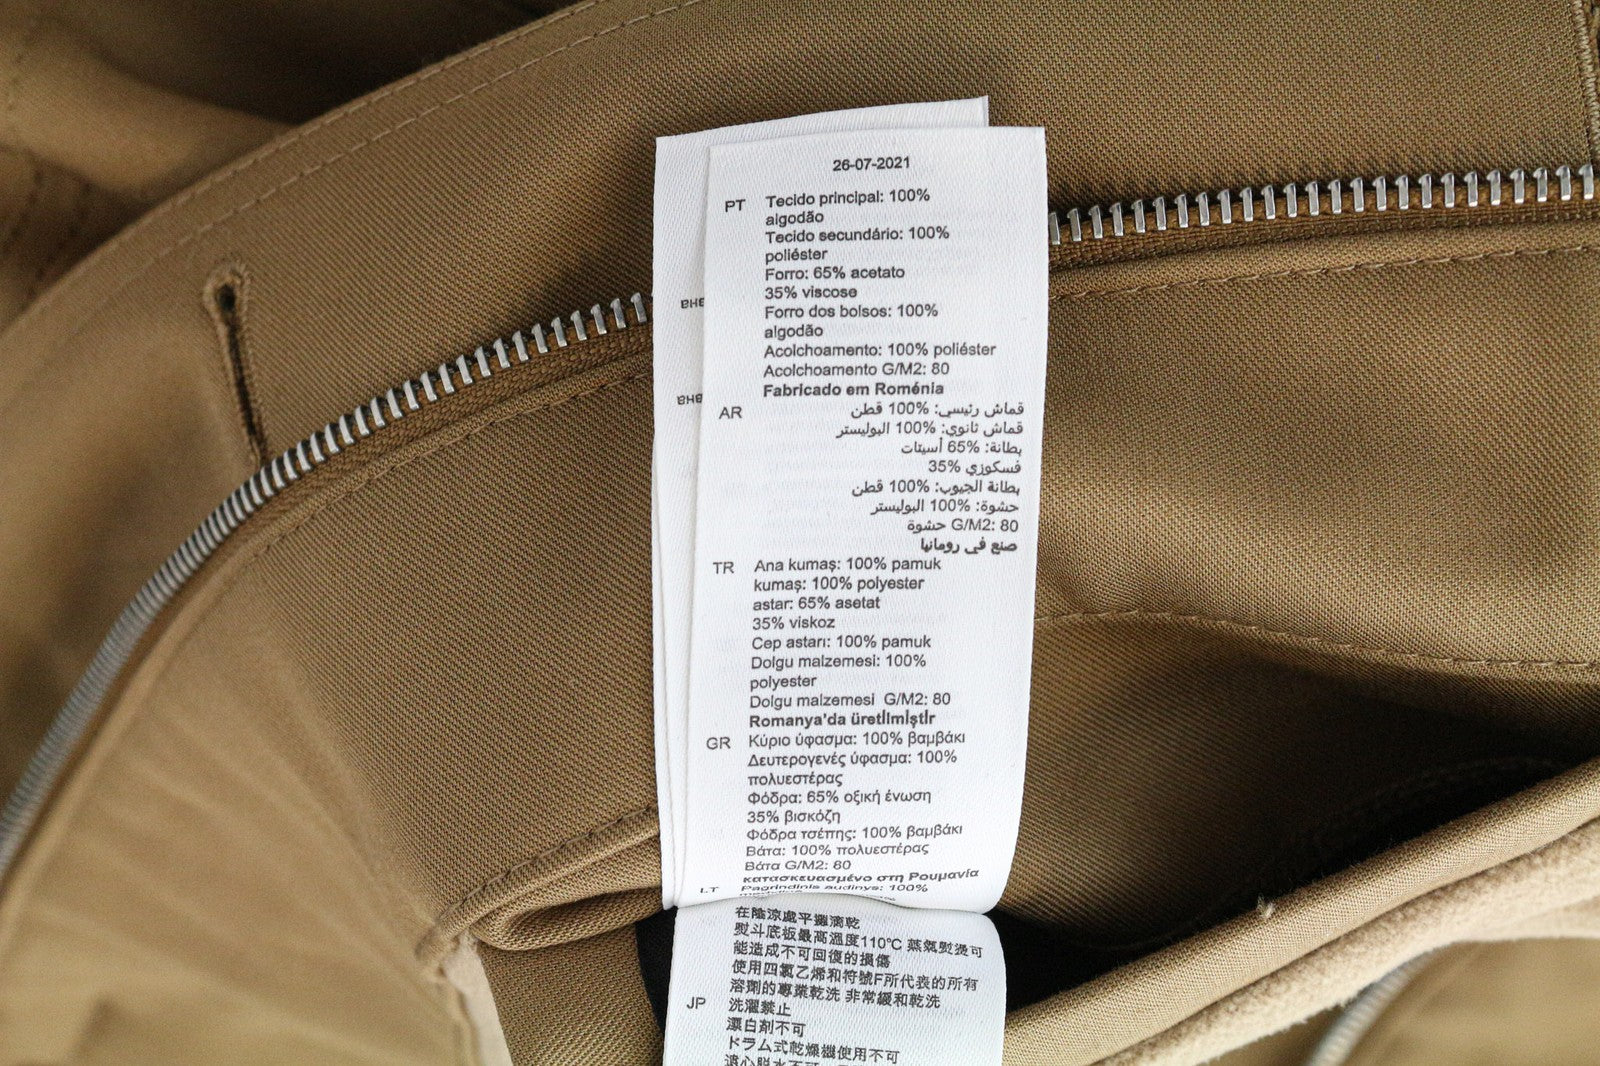 26-07-2021
PT Tecido principal: 100%
algodão
Tecido secundário: 100%
poliéster
Forro: 65% acetato
35% viscose
Forro dos bolsos: 100%
algodão
Acolchoamento: 100% poliéster
Acolchoamento G/M2: 80
Fabricado em Roménia
AR قماش رئيسي: 100% قطن
قماش ثانوي: 100% البوليستر
بطانة: 65% أسيتات
35% فسكوزي
بطانة الجيوب: 100% قطن
حشوة: 100% البوليستر
حشوة G/M2: 80
صنع في رومانيا
TR Ana kumaş: 100% pamuk
kumaş: 100% polyester
astar: 65% asetat
35% viskoz
Cep astarı: 100% pamuk
Dolgu malzemesi: 100%
polyester
Dolgu malzemesi G/M2: 80
Romanya'da üretilmiştir
GR Κύριο ύφασμα: 100% βαμβάκι
Δευτερογενές ύφασμα: 100%
πολυεστέρας
Φόδρα: 65% οξική ένωση
35% βισκόζη
Φόδρα τσέπης: 100% βαμβάκι
Βάτα: 100% πολυεστέρας
Βάτα G/M2: 80
κατασκευασμένο στη Ρουμανία
LT Pagrindinis audinys: 100%
在陰涼處平攤滴乾
熨斗底板最高溫度110℃ 蒸氣熨燙可
能造成不可回復的損傷
使用四氯乙烯和符號F所代表的所有
溶劑的專業乾洗 非常緩和乾洗
JP 洗濯禁止
漂白剤不可
ドラム式乾燥機使用不可